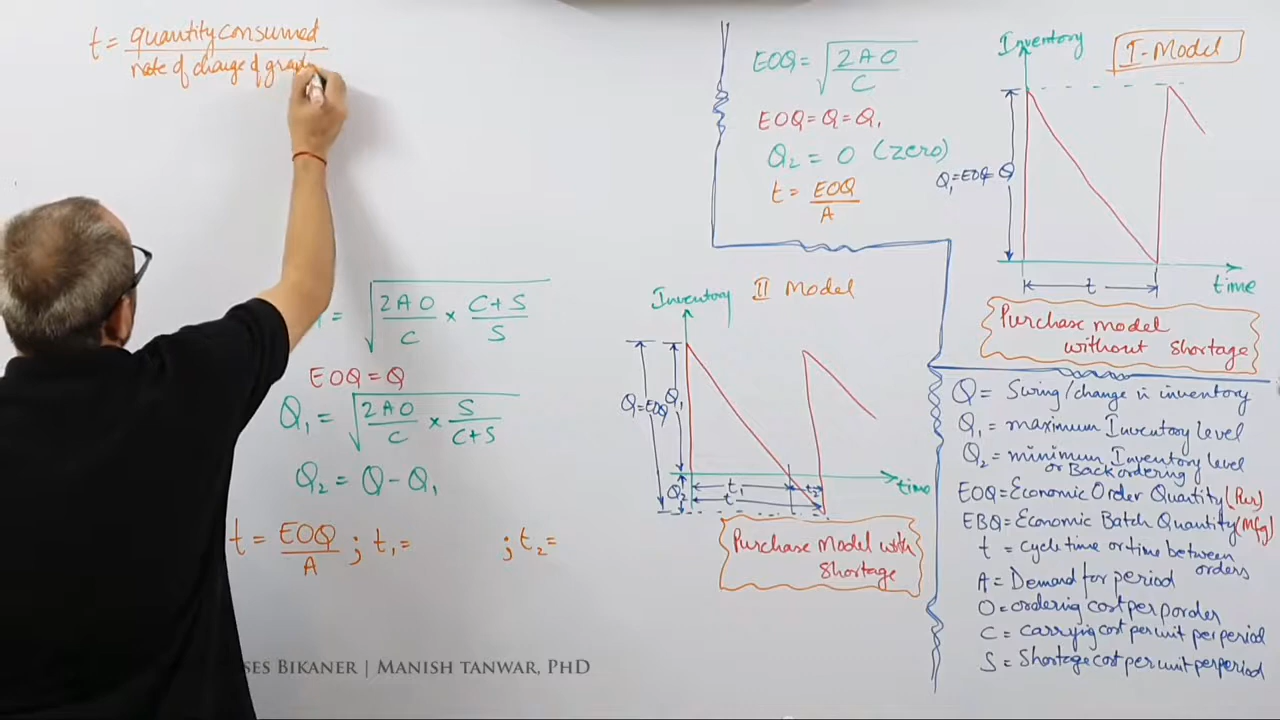 t = quantity consumed / rate of change of graph
EOQ = √(2AO / C)
EOQ = Q = Q₁
Q₂ = 0 (zero)
t = EOQ / A
Inventory
I-Model
Q₁=EOQ=Q
t
time
Purchase model
without Shortage
= √(2AO / C × C+S / S)
EOQ = Q
Q₁ = √(2AO / C × S / C+S)
Q₂ = Q - Q₁
t = EOQ / A ; t₁ = ; t₂ =
Inventory
II Model
Q=EOQ
Q₁
Q₂
t₁
t₂
t
time
Purchase Model with
Shortage
Q = Swing/change in inventory
Q₁ = maximum Inventory level
Q₂ = minimum Inventory level
or Backordering
EOQ = Economic Order Quantity (Pur)
EBQ = Economic Batch Quantity (Mfg)
t = cycle time or time between
orders
A = Demand for period
O = ordering cost per porder
C = carrying cost per unit per period
S = Shortage cost per unit per period
SES BIKANER | MANISH TANWAR, PHD